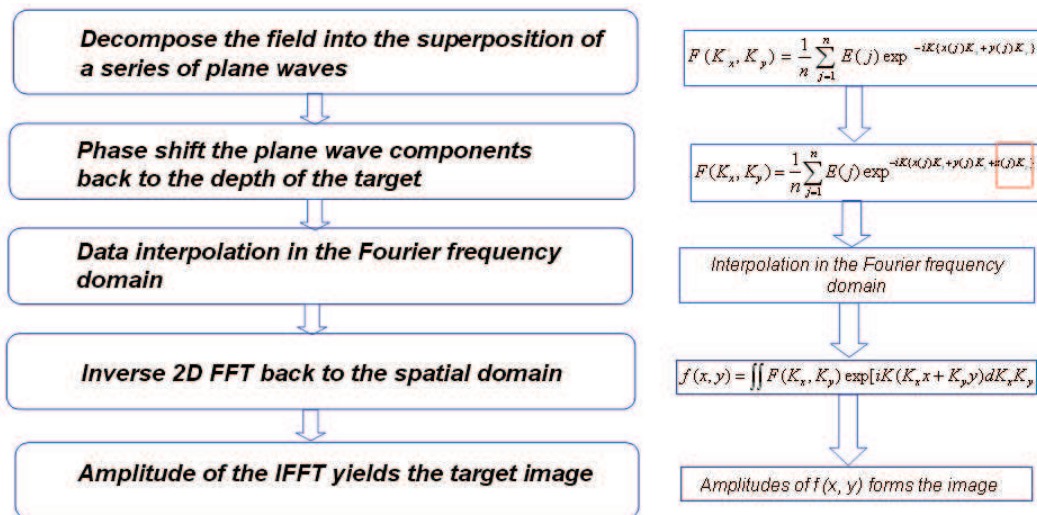 Decompose the field into the superposition of
a series of plane waves
Phase shift the plane wave components
back to the depth of the target
Data interpolation in the Fourier frequency
domain
Inverse 2D FFT back to the spatial domain
Amplitude of the IFFT yields the target image
F(K_x, K_y) = \frac{1}{n} \sum_{j=1}^{n} E(j) exp^{-iK{x(j)K_x + y(j)K_y}}
F(K_x, K_y) = \frac{1}{n} \sum_{j=1}^{n} E(j) exp^{-iK{x(j)K_x + y(j)K_y + z(j)K_z}}
Interpolation in the Fourier frequency
domain
f(x, y) = ∬ F(K_x, K_y) exp[iK(K_x x + K_y y)dK_x K_y
Amplitudes of f (x, y) forms the image